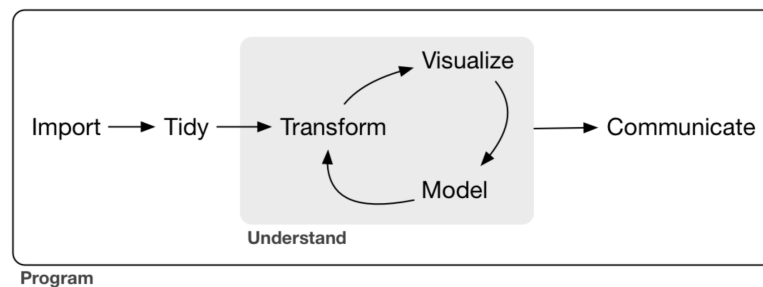 Visualize
Import
Tidy
Transform
Communicate
Model
Understand
Program